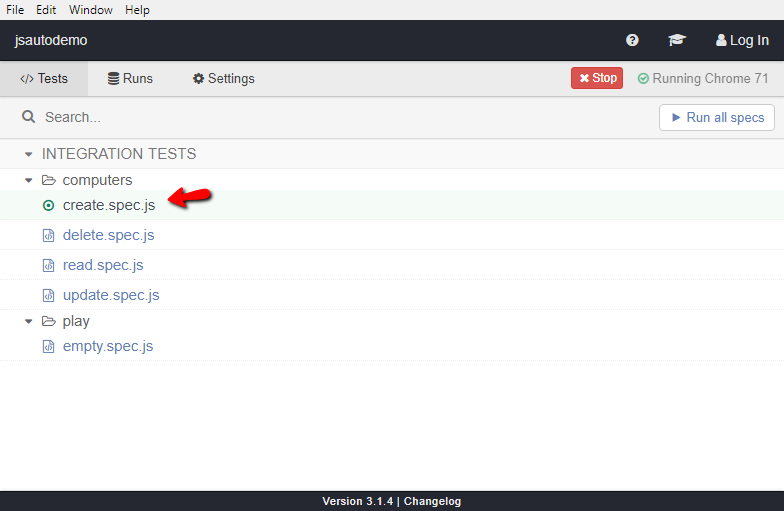 File Edit Window Help
jsautodemo Log In
Tests Runs Settings Stop Running Chrome 71
Search... Run all specs
INTEGRATION TESTS
computers
create.spec.js
delete.spec.js
read.spec.js
update.spec.js
play
empty.spec.js
Version 3.1.4 | Changelog